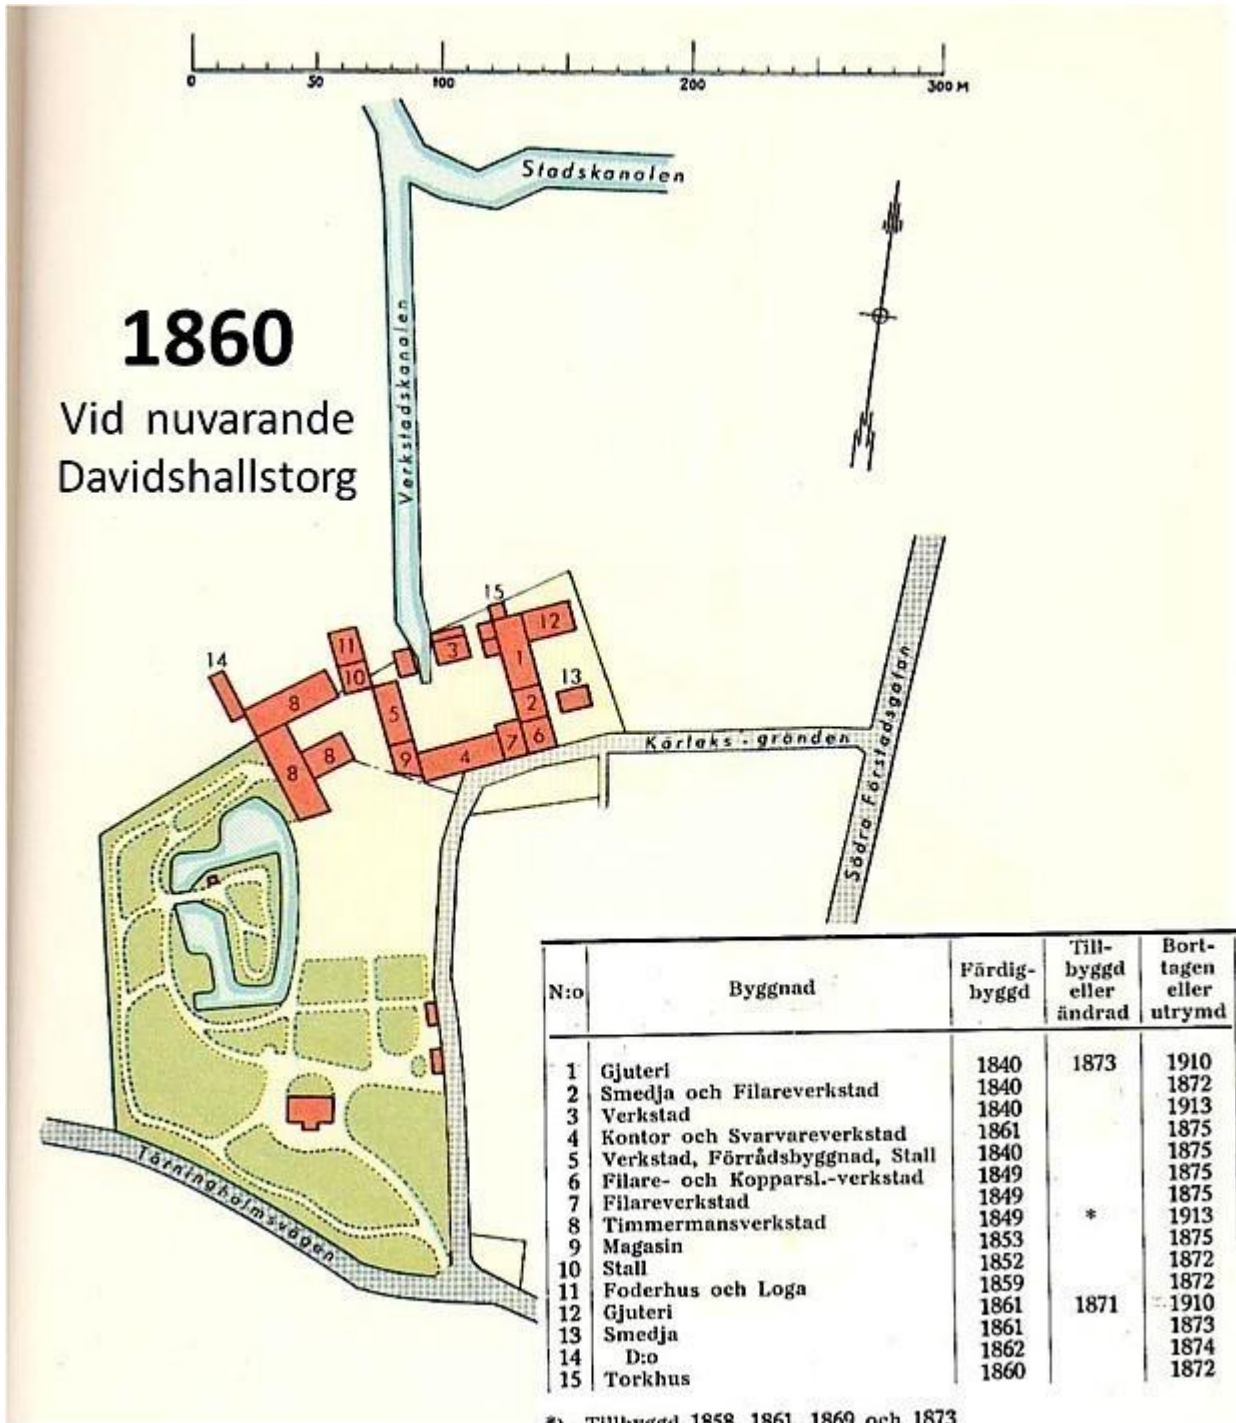 0 50 100 200 300 M
Stadskanalen
Verkstadskanalen
1860
Vid nuvarande
Davidshallstorg
15
12
11
3
1
14
10
13
8
5
2
8
8
9
4
7
6
Kärleks-gränden
Södra Förstadsgatan
Törningholmsvägen
N:o Byggnad Färdig-byggd Till-byggd eller ändrad Bort-tagen eller utrymd
1 Gjuteri 1840 1873 1910
2 Smedja och Filareverkstad 1840 1872
3 Verkstad 1840 1913
4 Kontor och Svarvareverkstad 1861 1875
5 Verkstad, Förrådsbyggnad, Stall 1840 1875
6 Filare- och Kopparsl.-verkstad 1849 1875
7 Filareverkstad 1849 1875
8 Timmermansverkstad 1849 * 1913
9 Magasin 1853 1875
10 Stall 1852 1872
11 Foderhus och Loga 1859 1872
12 Gjuteri 1861 1871 1910
13 Smedja 1861 1873
14 D:o 1862 1874
15 Torkhus 1860 1872
*) Tillbyggd 1858, 1861, 1869 och 1873